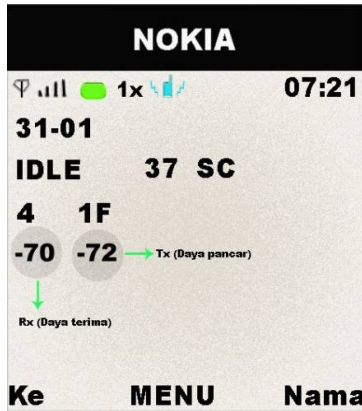 NOKIA
1x 07:21
31-01
IDLE 37 SC
4 1F
-70 -72 Tx (Daya pancar)
Rx (Daya terima)
Ke MENU Nama